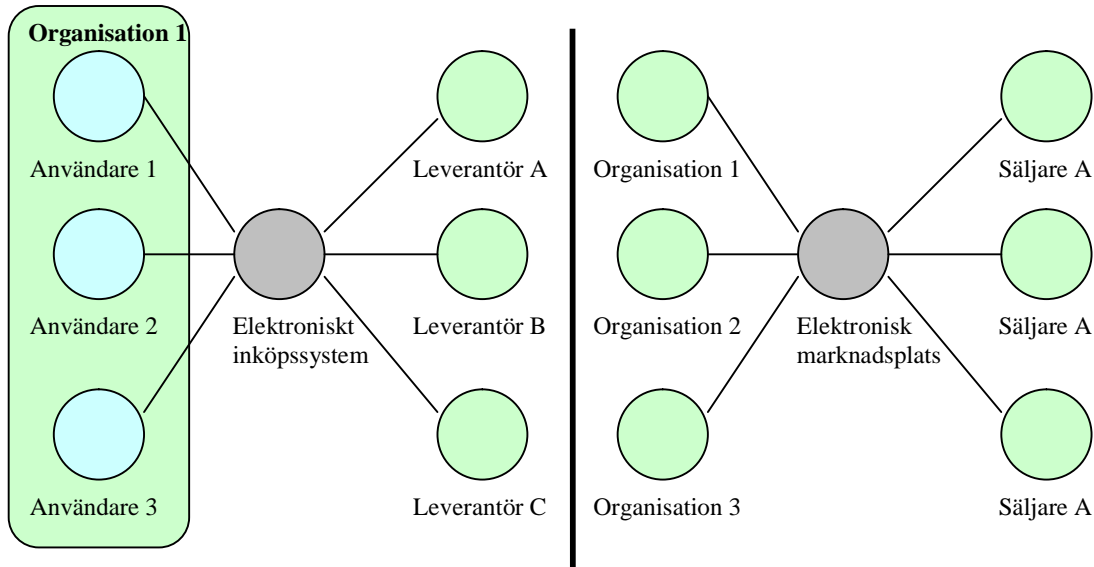 Organisation 1
Användare 1
Leverantör A
Organisation 1
Säljare A
Användare 2
Elektroniskt
inköpssystem
Leverantör B
Organisation 2
Elektronisk
marknadsplats
Säljare A
Användare 3
Leverantör C
Organisation 3
Säljare A